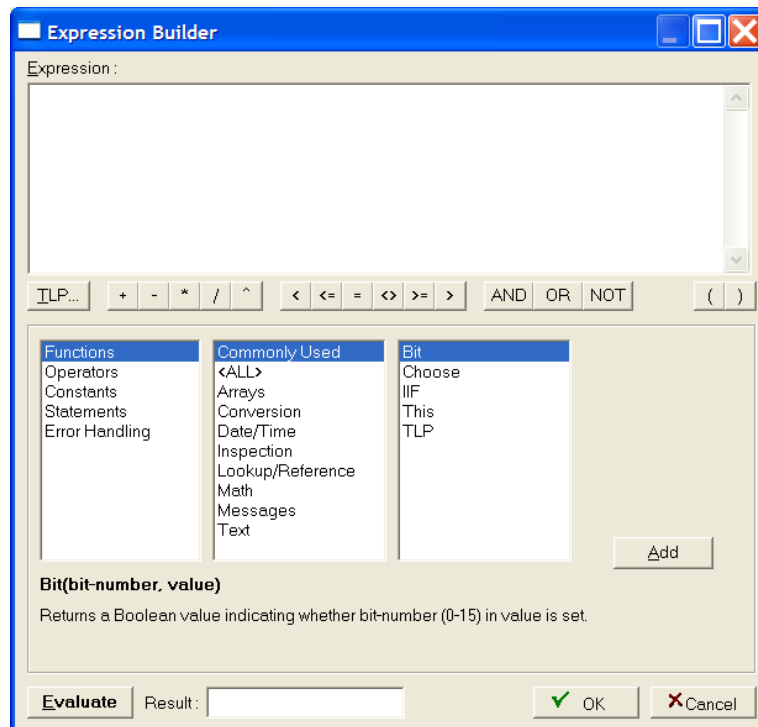 Expression Builder
Expression :
TLP... + - * / ^ < <= = <> >= > AND OR NOT ( )
Functions
Operators
Constants
Statements
Error Handling
Commonly Used
<ALL>
Arrays
Conversion
Date/Time
Inspection
Lookup/Reference
Math
Messages
Text
Bit
Choose
IIF
This
TLP
Add
Bit(bit-number, value)
Returns a Boolean value indicating whether bit-number (0-15) in value is set.
Evaluate Result : OK Cancel